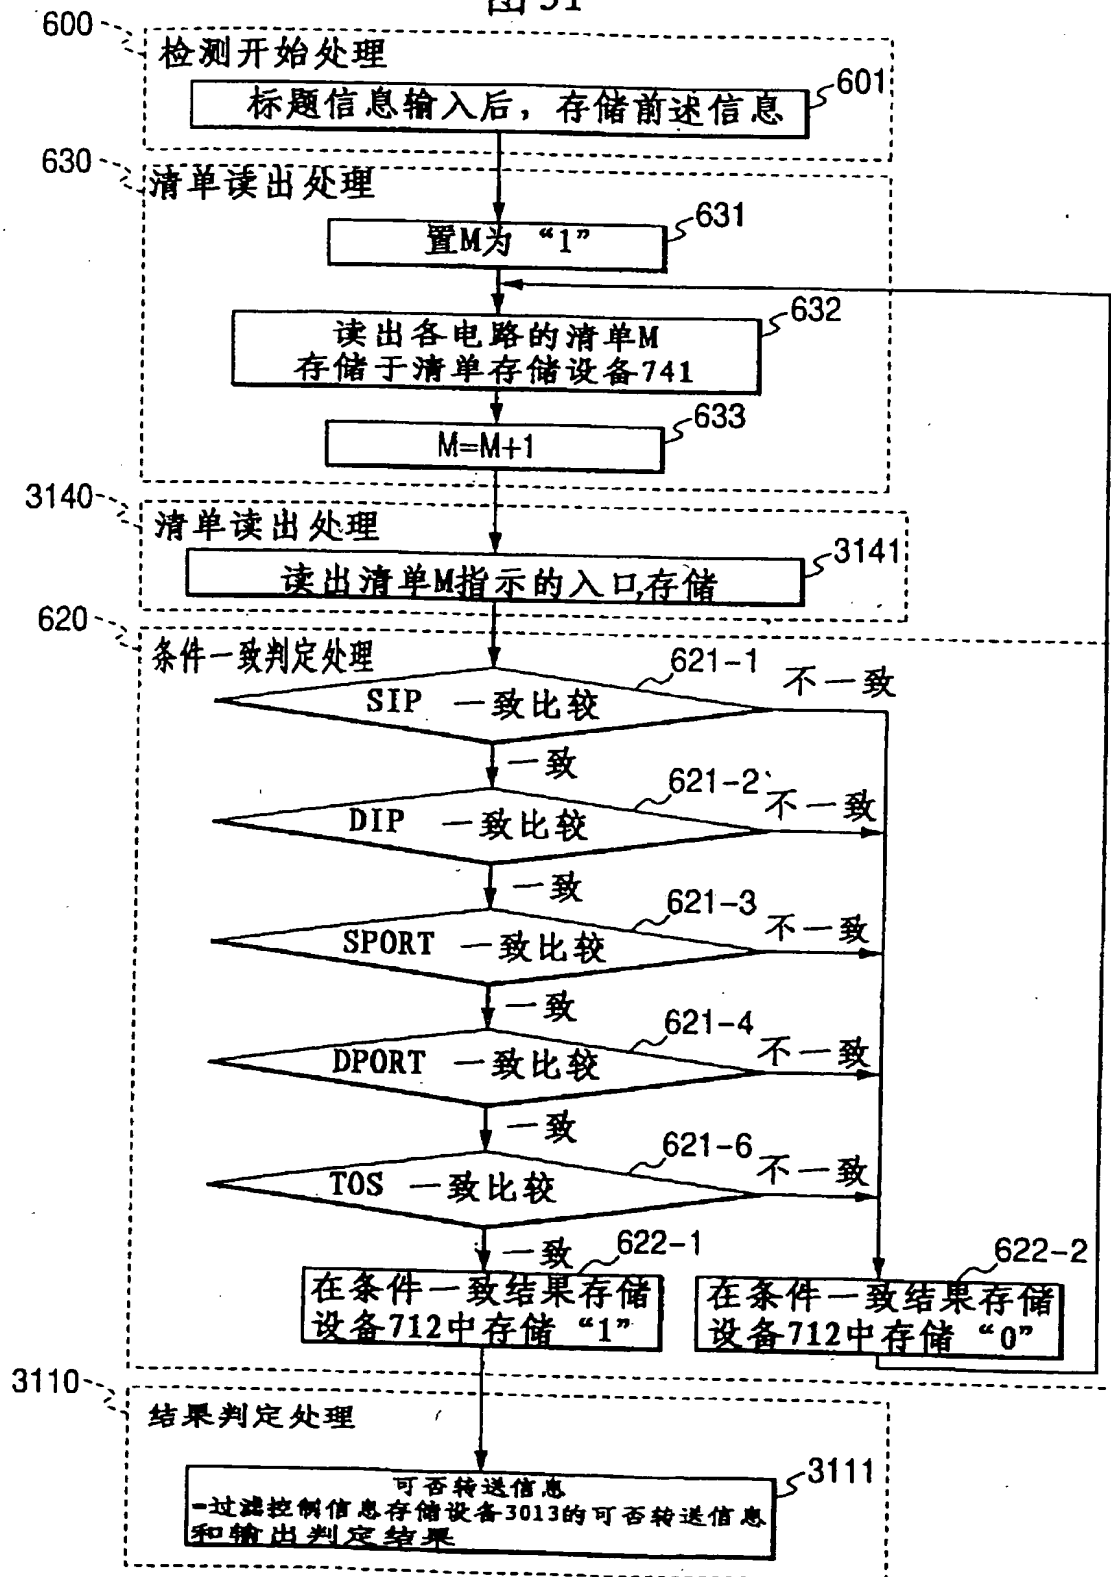 图31
600
检测开始处理
601
标题信息输入后，存储前述信息
630
清单读出处理
631
置M为 “1”
632
读出各电路的清单M
存储于清单存储设备741
633
M=M+1
3140
清单读出处理
3141
读出清单M指示的入口,存储
620
条件一致判定处理
621-1
不一致
SIP 一致比较
一致
621-2
不一致
DIP 一致比较
一致
621-3
不一致
SPORT 一致比较
一致
621-4
不一致
DPORT 一致比较
一致
621-6
不一致
TOS 一致比较
一致
622-1
在条件一致结果存储
设备712中存储 “1”
622-2
在条件一致结果存储
设备712中存储 “0”
3110
结果判定处理
3111
可否转送信息
-过滤控制信息存储设备3013的可否转送信息
和输出判定结果